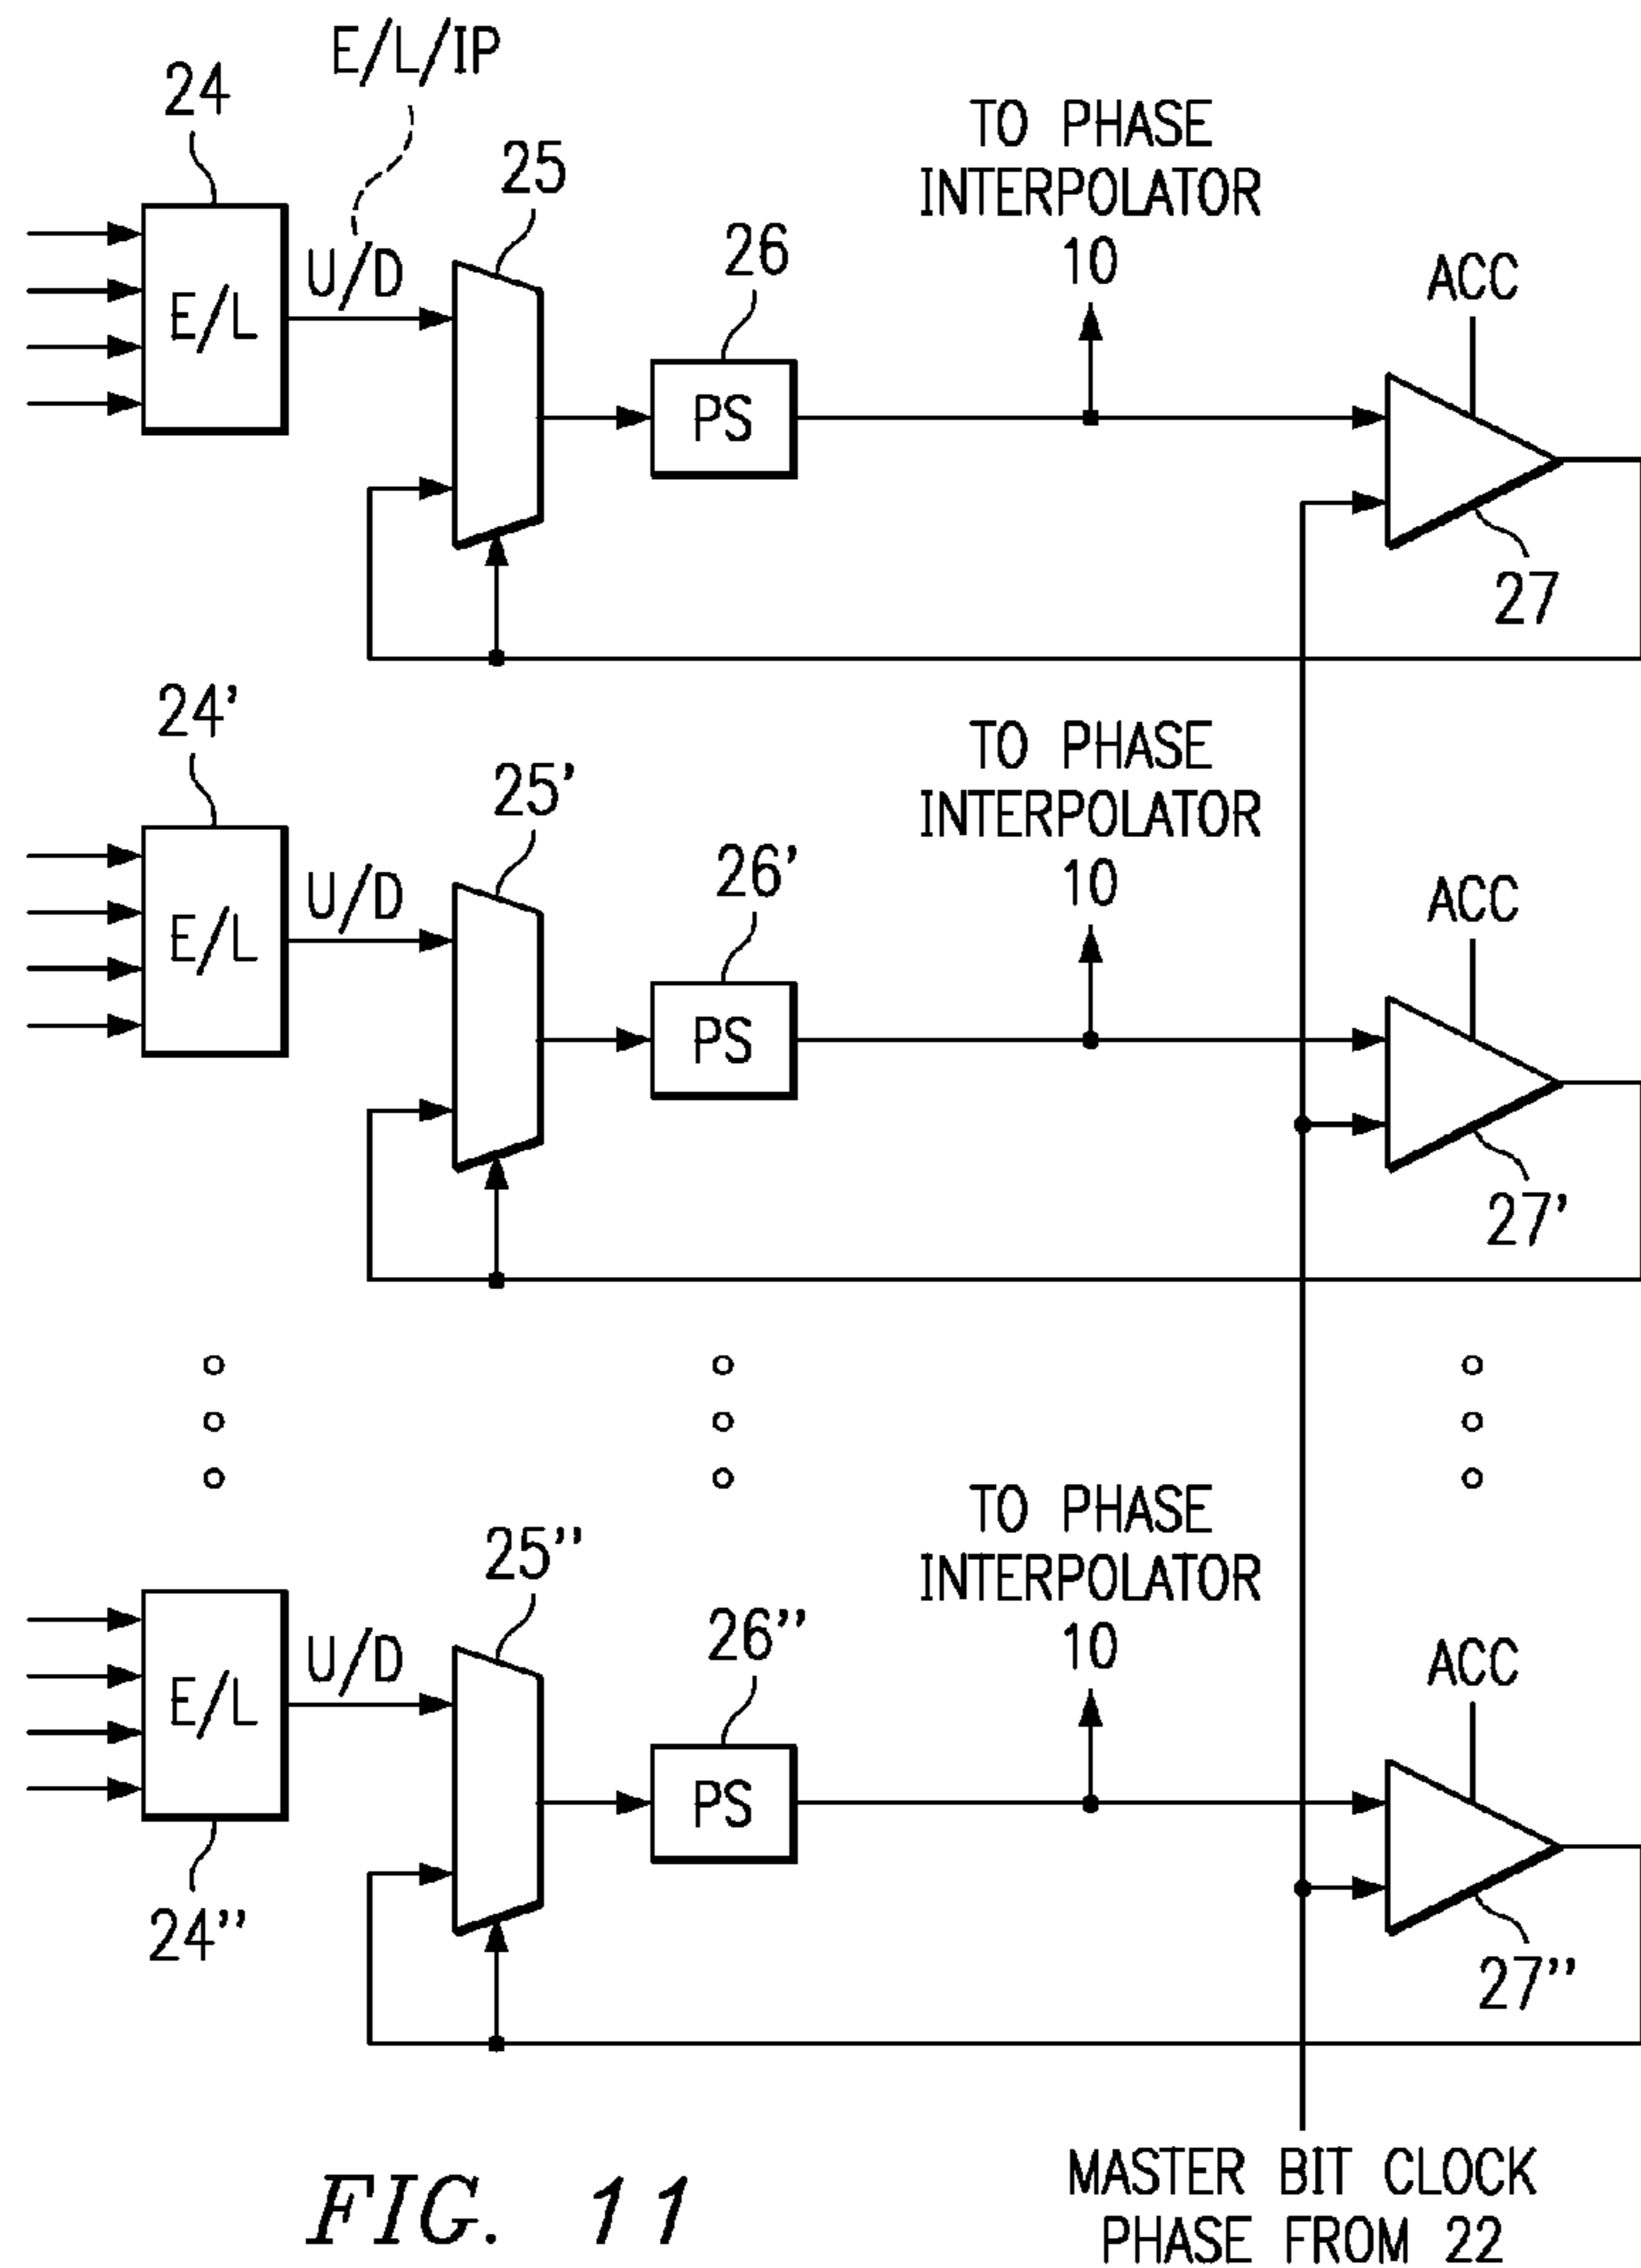 E/L/IP
24
25
TO PHASE
INTERPOLATOR
10
26
ACC
U/D
E/L
PS
27
24'
25'
TO PHASE
INTERPOLATOR
10
26'
ACC
U/D
E/L
PS
27'
25''
TO PHASE
INTERPOLATOR
10
26''
ACC
U/D
E/L
PS
24''
27''
MASTER BIT CLOCK
PHASE FROM 22
FIG. 11